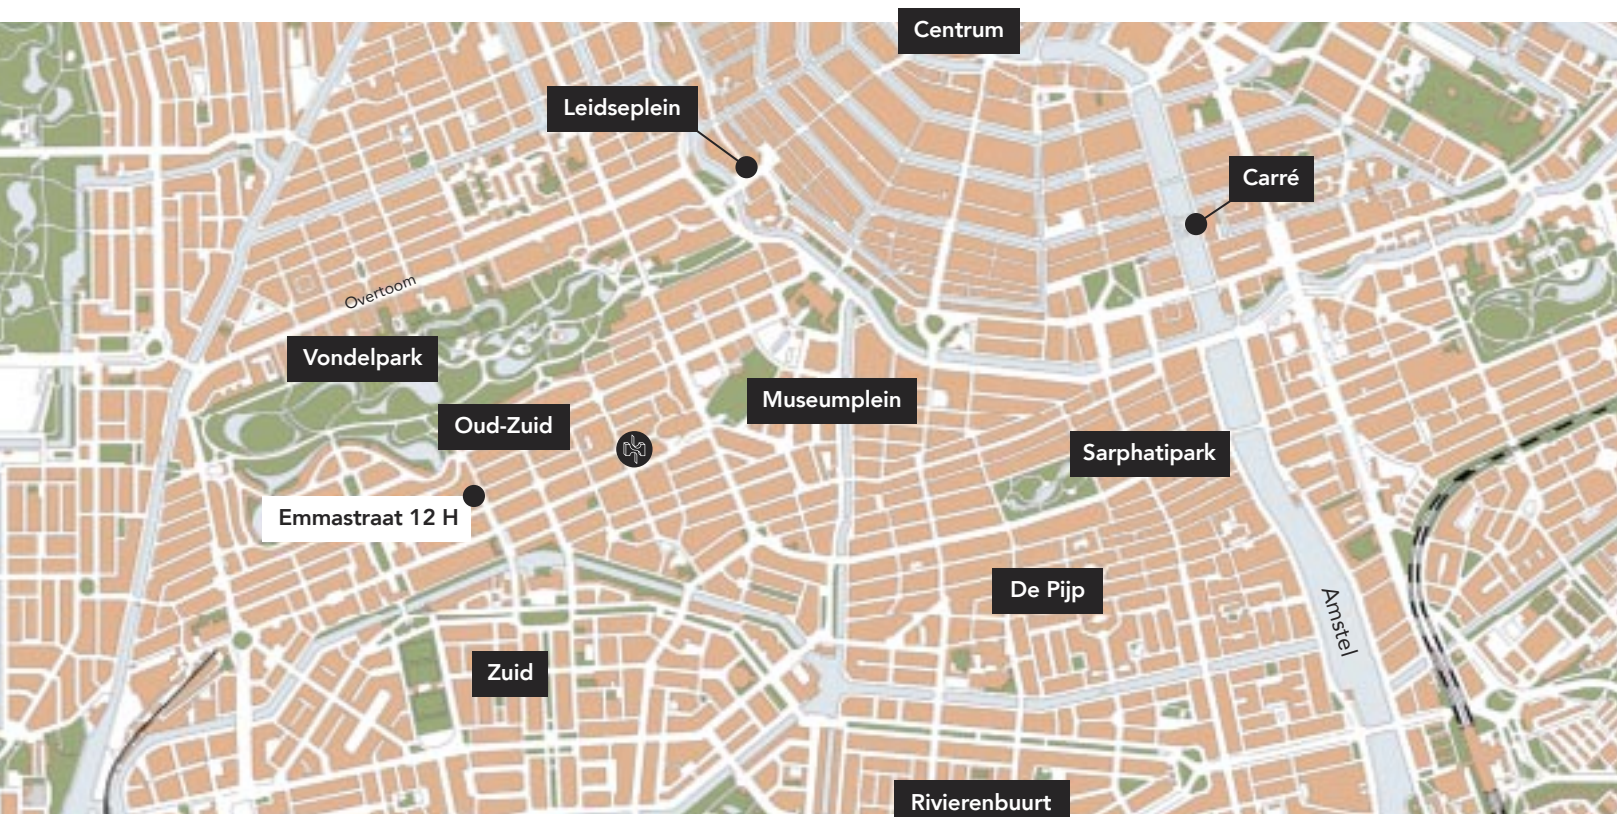 Centrum
Leidseplein
Carré
Overtoom
Vondelpark
Museumplein
Oud-Zuid
Sarphatipark
Emmastraat 12 H
De Pijp
Amstel
Zuid
Rivierenbuurt